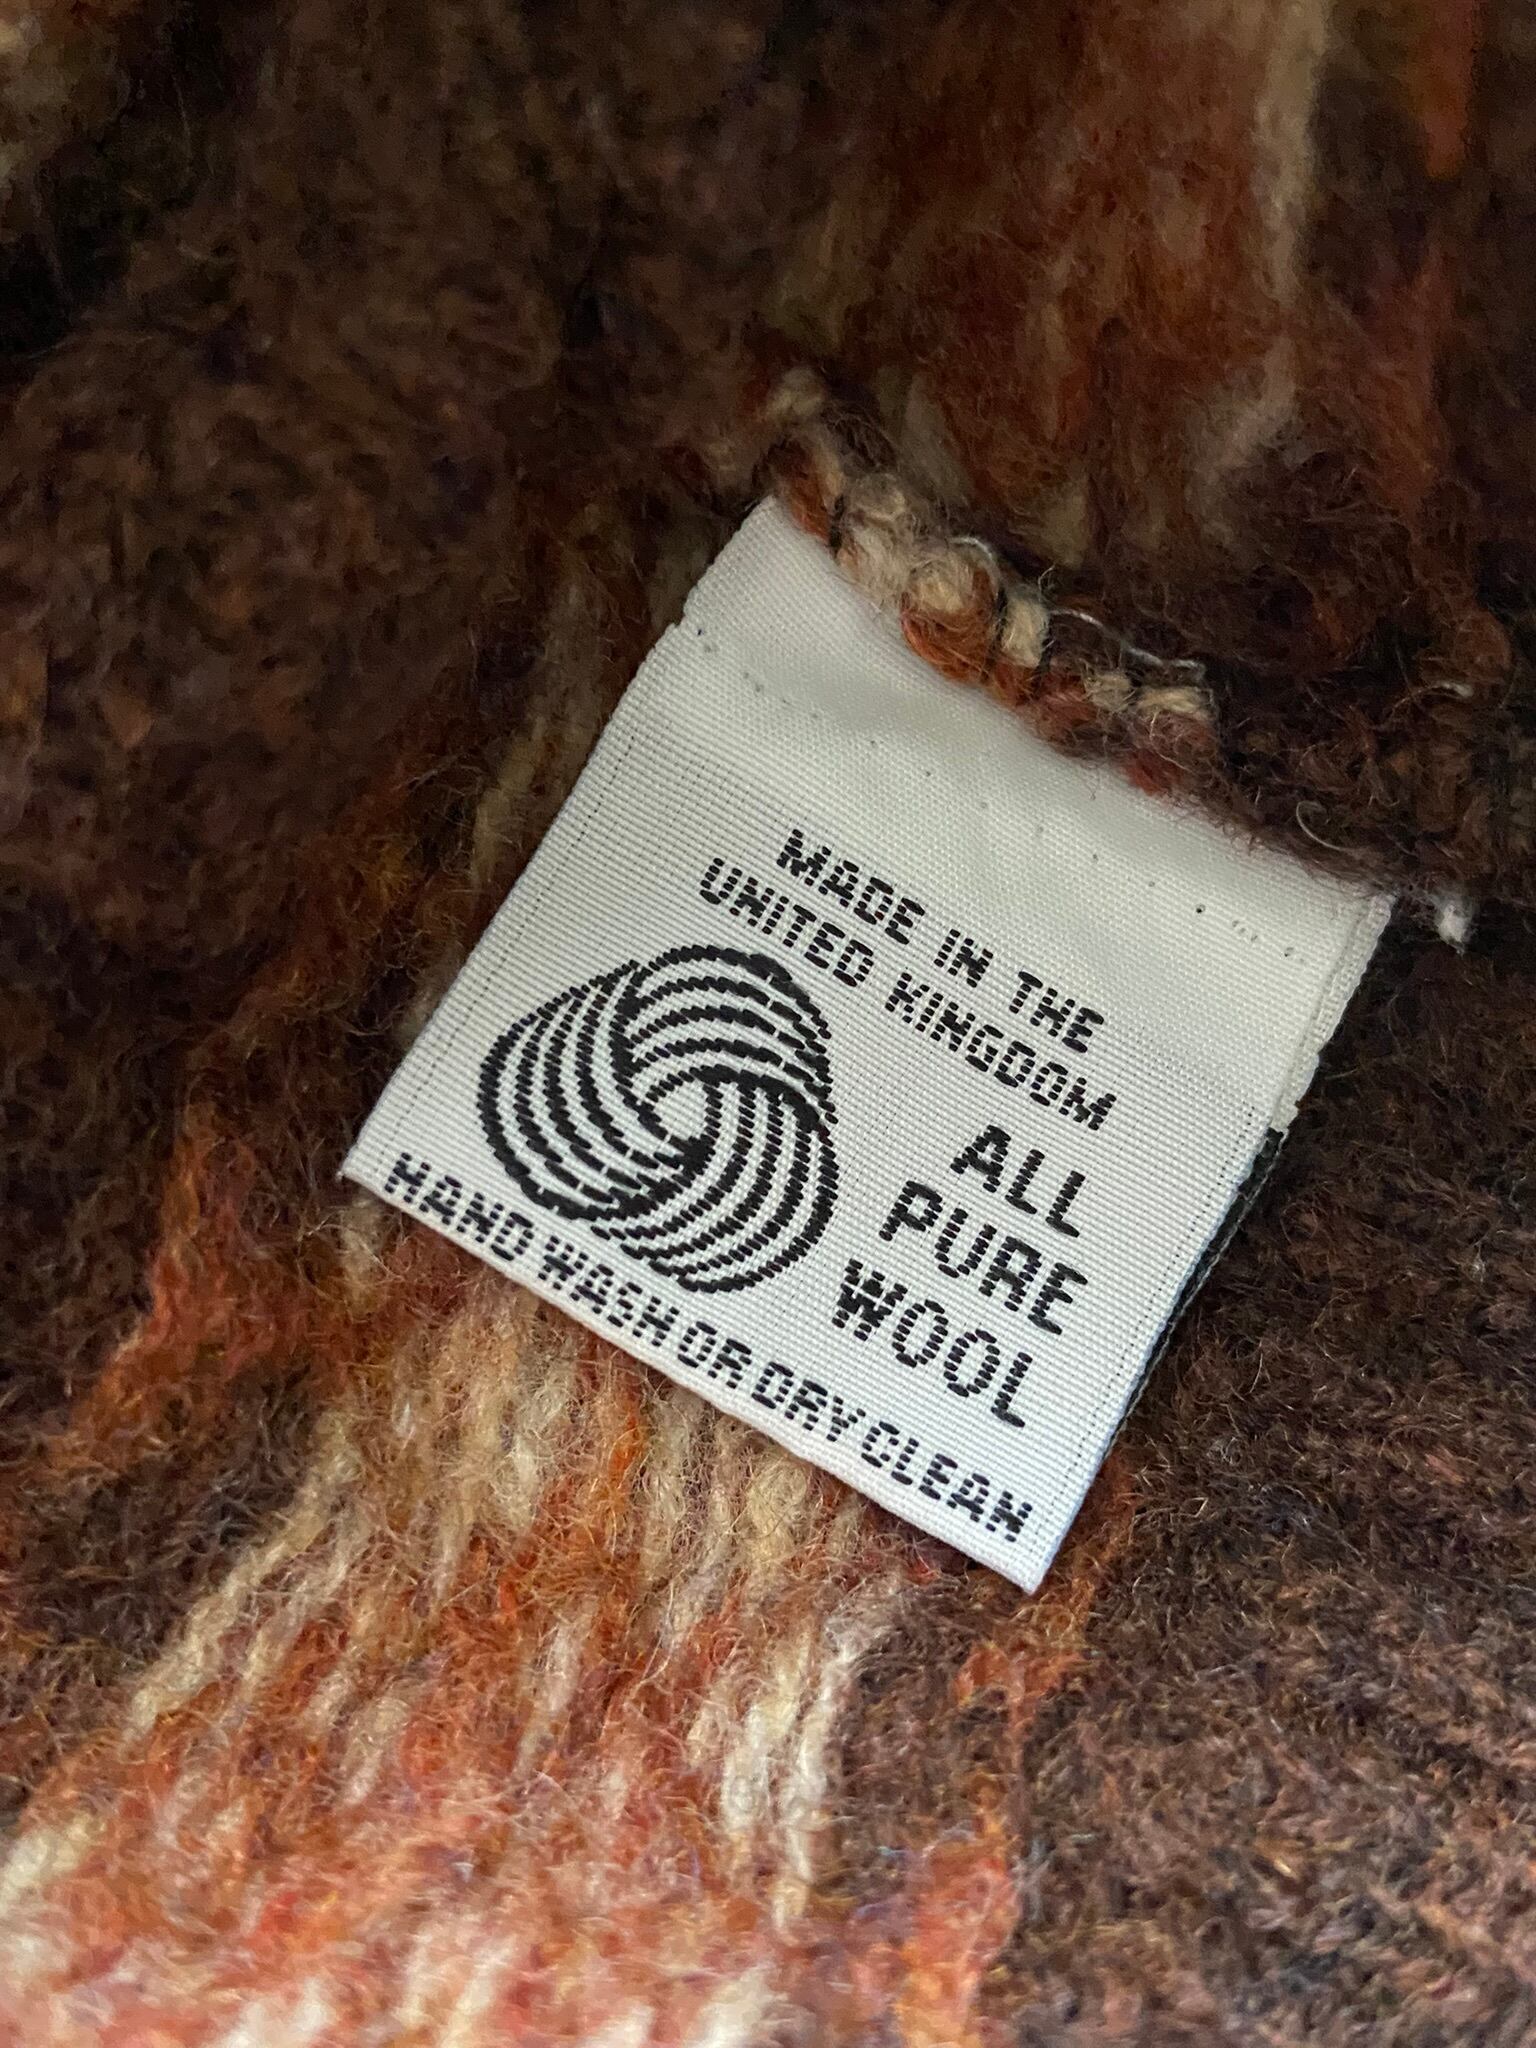 MADE IN THE
UNITED KINGDOM
ALL
PURE
WOOL
HAND WASH OR DRY CLEAN